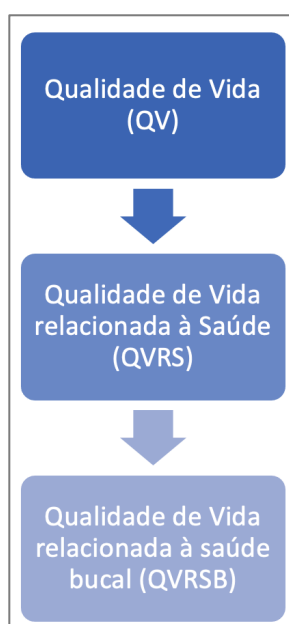 Qualidade de Vida
(QV)
Qualidade de Vida
relacionada à Saúde
(QVRS)
Qualidade de Vida
relacionada à saúde
bucal (QVRSB)